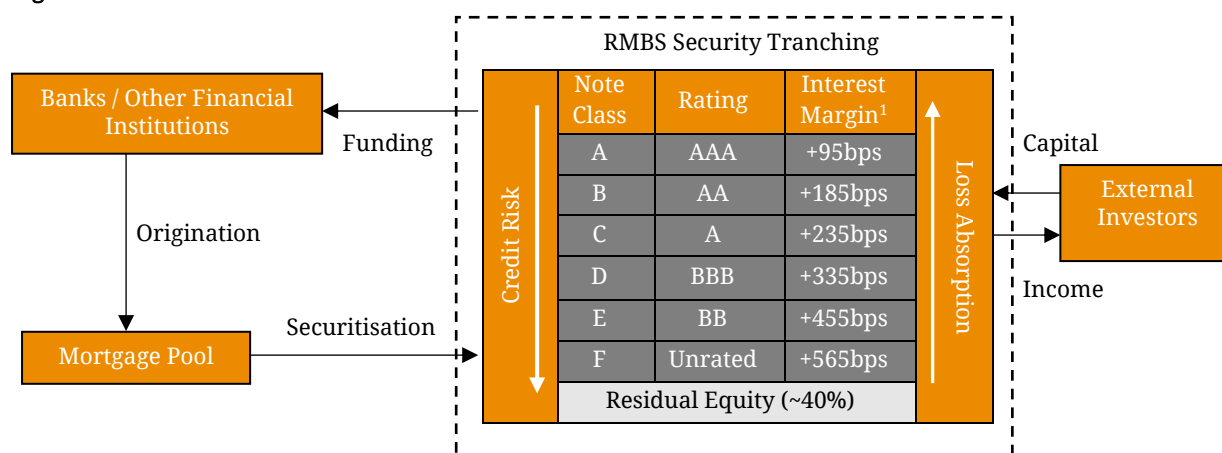 RMBS Security Tranching
Banks / Other Financial
Institutions
Funding
Origination
Mortgage Pool
Securitisation
Credit Risk
Note
Class
Rating
Interest
Margin¹
A AAA +95bps
B AA +185bps
C A +235bps
D BBB +335bps
E BB +455bps
F Unrated +565bps
Residual Equity (~40%)
Loss Absorption
Capital
External
Investors
Income